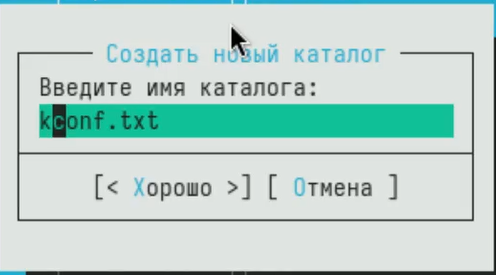 Создать новый каталог
Введите имя каталога:
kconf.txt
[< Хорошо >] [ Отмена ]